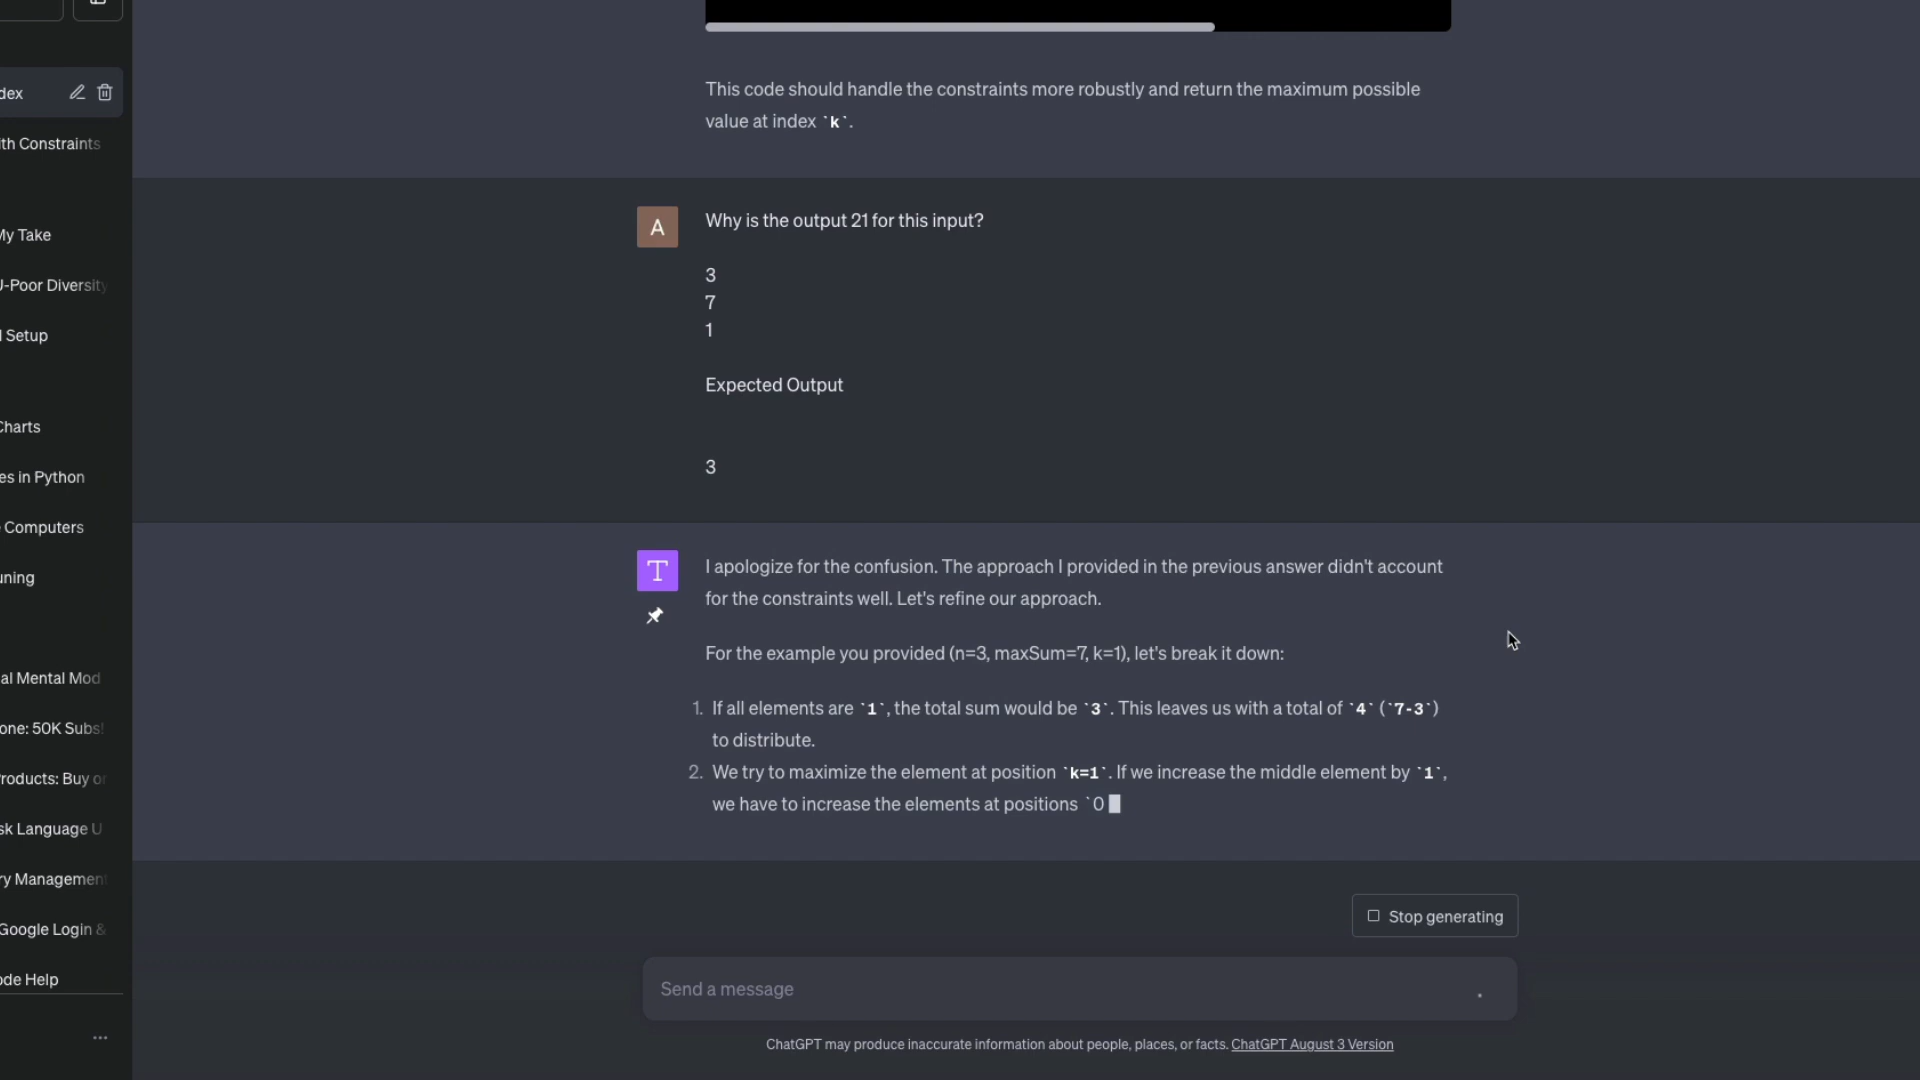 This code should handle the constraints more robustly and return the maximum possible
value at index `k`.
dex
ith Constraints
My Take
U-Poor Diversity
l Setup
Charts
es in Python
Computers
uning
al Mental Mod
one: 50K Subs!
Products: Buy or
sk Language U
ry Management
Google Login &
ode Help
...
A
Why is the output 21 for this input?
3
7
1
Expected Output
3
T
I apologize for the confusion. The approach I provided in the previous answer didn't account
for the constraints well. Let's refine our approach.
For the example you provided (n=3, maxSum=7, k=1), let's break it down:
1. If all elements are `1`, the total sum would be `3`. This leaves us with a total of `4` (`7-3`)
to distribute.
2. We try to maximize the element at position `k=1`. If we increase the middle element by `1`,
we have to increase the elements at positions `0
Stop generating
Send a message
ChatGPT may produce inaccurate information about people, places, or facts. ChatGPT August 3 Version